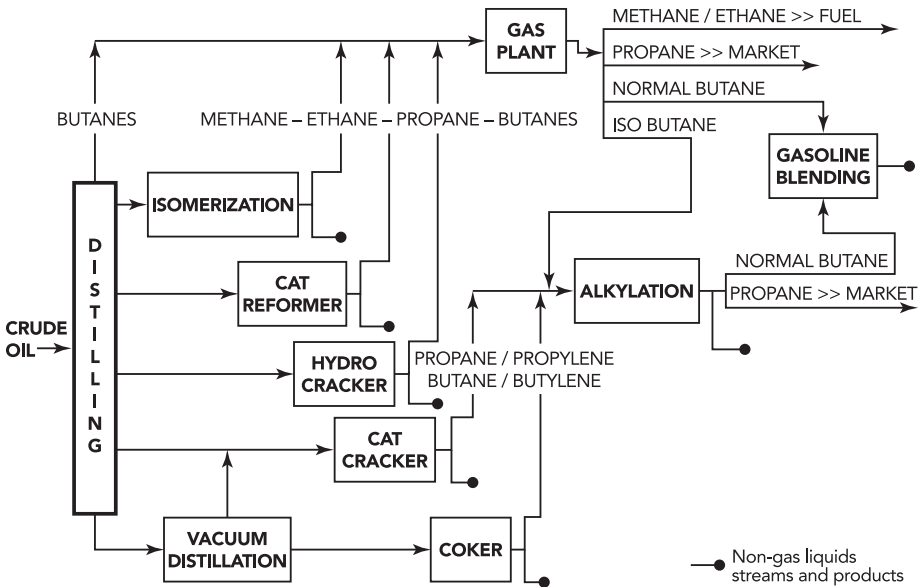 METHANE / ETHANE >> FUEL
GAS
PLANT
PROPANE >> MARKET
NORMAL BUTANE
BUTANES
METHANE – ETHANE – PROPANE – BUTANES
ISO BUTANE
GASOLINE
BLENDING
ISOMERIZATION
DISTILLING
NORMAL BUTANE
CAT
REFORMER
ALKYLATION
PROPANE >> MARKET
CRUDE
OIL
HYDRO
CRACKER
PROPANE / PROPYLENE
BUTANE / BUTYLENE
CAT
CRACKER
VACUUM
DISTILLATION
COKER
Non-gas liquids
streams and products